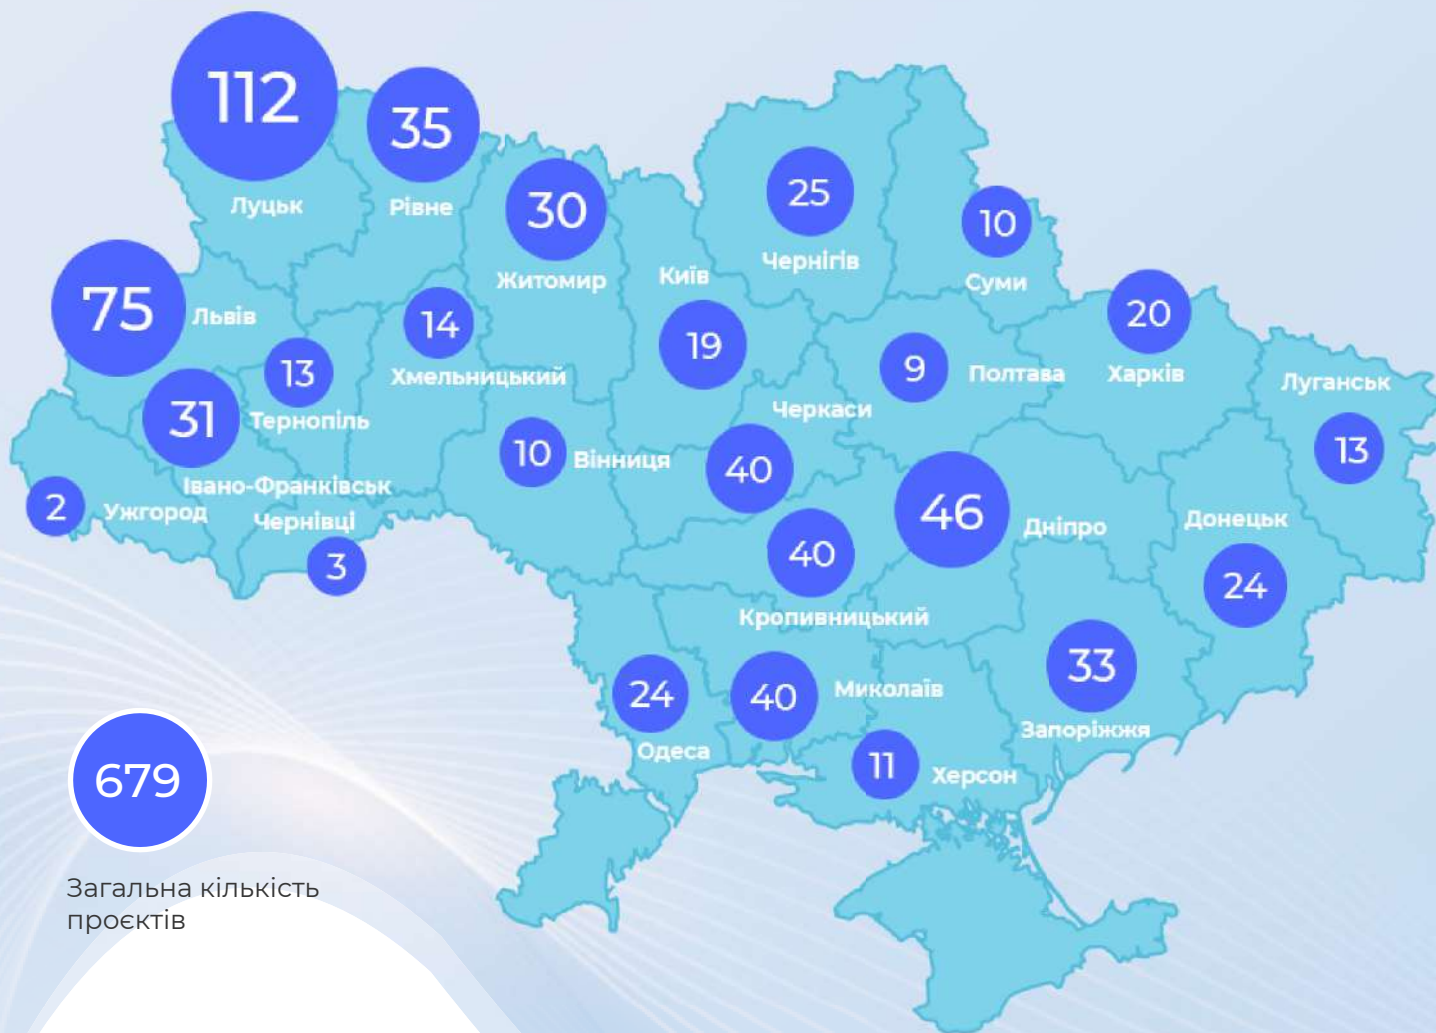 112
Луцьк
35
Рівне
30
Житомир
Київ
19
25
Чернігів
10
Суми
75
Львів
14
Хмельницький
13
Тернопіль
31
Івано-Франківськ
2
Ужгород
Чернівці
3
10
Вінниця
Черкаси
40
9
Полтава
20
Харків
Луганськ
13
46
Дніпро
Донецьк
24
40
Кропивницький
24
Одеса
40
Миколаїв
11
Херсон
33
Запоріжжя
679
Загальна кількість
проєктів